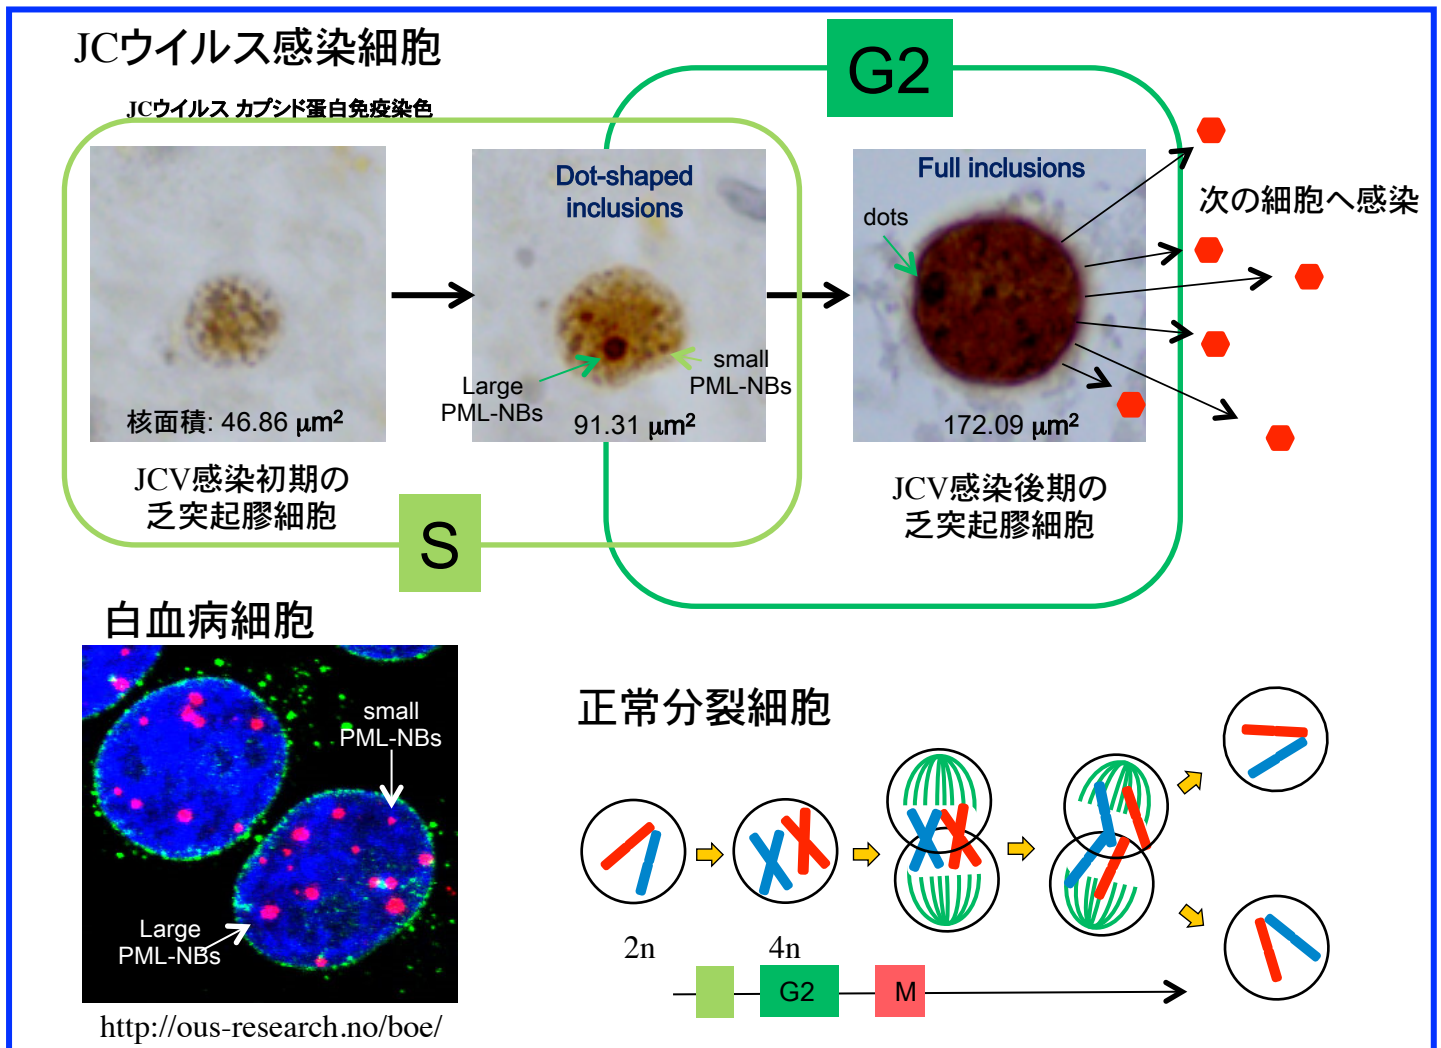 JCウイルス感染細胞
G2
JCウイルス カプシド蛋白免疫染色
Dot-shaped
inclusions
Full inclusions
dots
次の細胞へ感染
Large
PML-NBs
small
PML-NBs
核面積: 46.86 μm²
91.31 μm²
172.09 μm²
JCV感染初期の
乏突起膠細胞
JCV感染後期の
乏突起膠細胞
S
白血病細胞
small
PML-NBs
Large
PML-NBs
http://ous-research.no/boe/
正常分裂細胞
2n
4n
G2
M